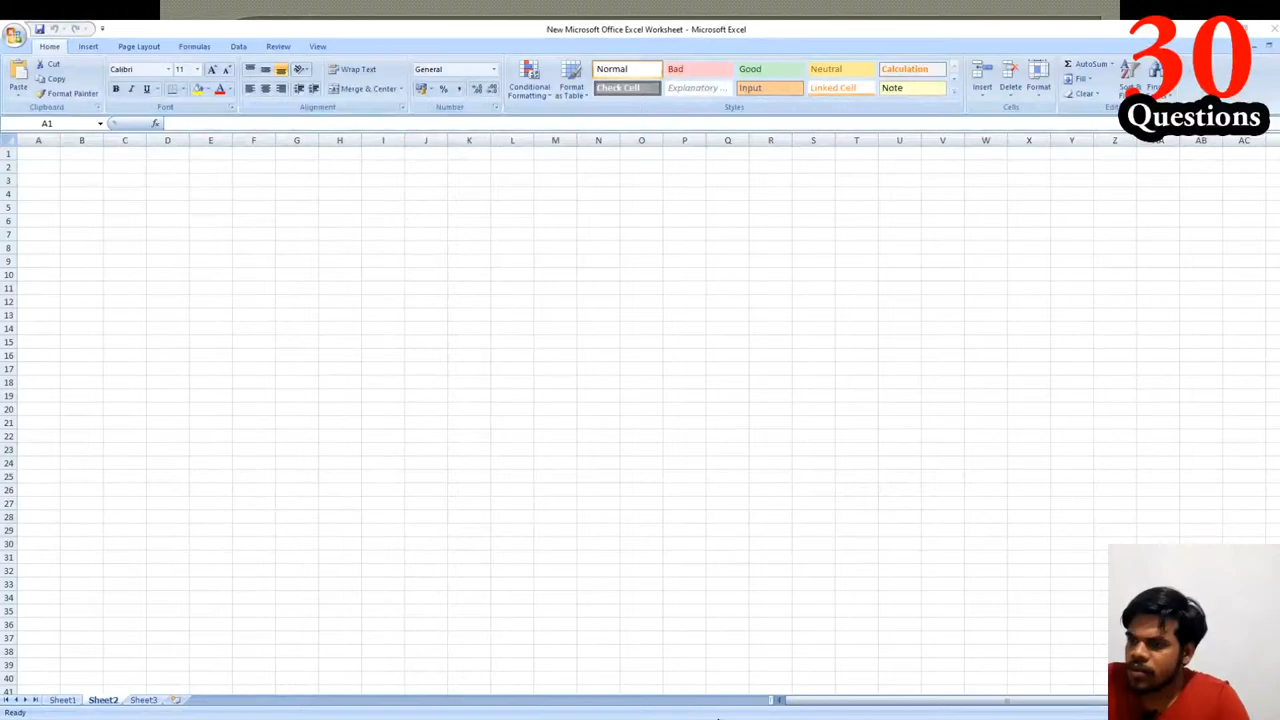 New Microsoft Office Excel Worksheet - Microsoft Excel
30
Questions
Home Insert Page Layout Formulas Data Review View
Paste
Cut
Copy
Format Painter
Clipboard
Calibri 11
B I U
Font
Wrap Text
Merge & Center
Alignment
General
%
Number
Conditional Formatting
Format as Table
Normal Bad Good Neutral Calculation
Check Cell Explanatory ... Input Linked Cell Note
Styles
Insert Delete Format
Cells
AutoSum
Fill
Clear
A1 fx
A B C D E F G H I J K L M N O P Q R S T U V W X Y Z AB AC
1
2
3
4
5
6
7
8
9
10
11
12
13
14
15
16
17
18
19
20
21
22
23
24
25
26
27
28
29
30
31
32
33
34
35
36
37
38
39
40
41
Sheet1 Sheet2 Sheet3
Ready